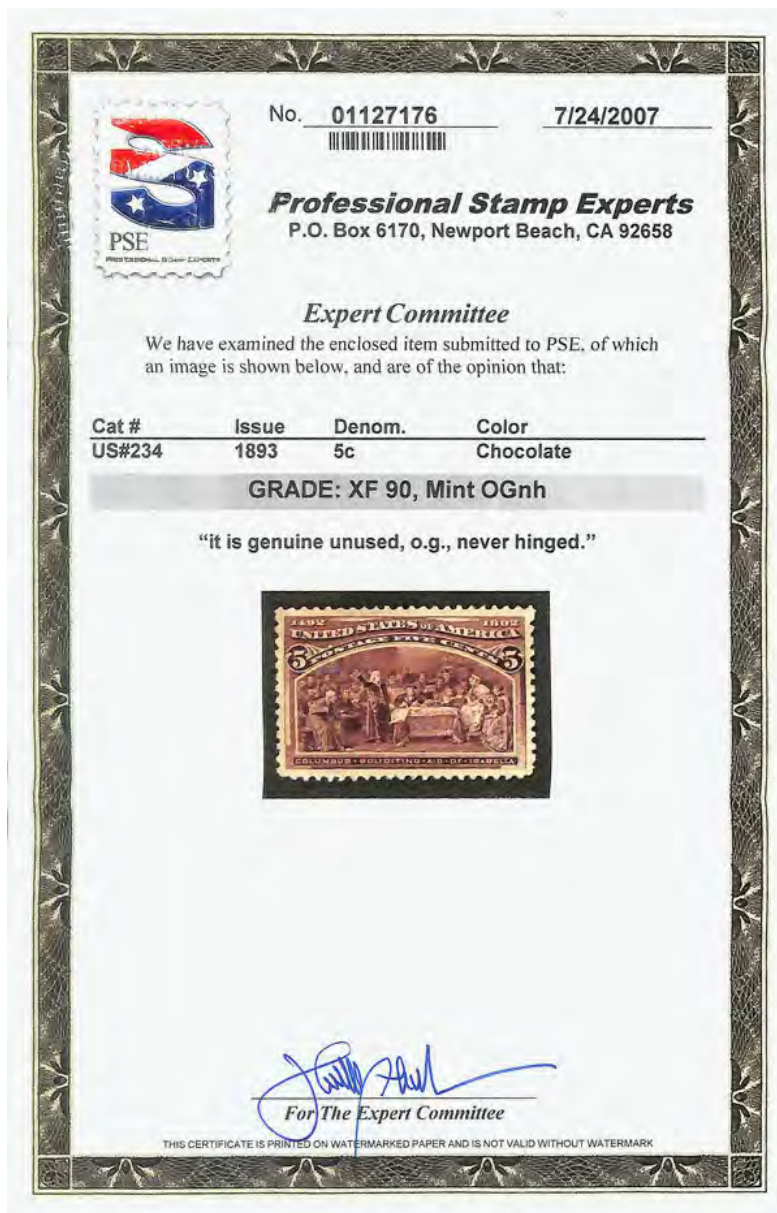 No. 01127176 7/24/2007
PSE
PROFESSIONAL STAMP EXPERTS
Professional Stamp Experts
P.O. Box 6170, Newport Beach, CA 92658
Expert Committee
We have examined the enclosed item submitted to PSE, of which
an image is shown below, and are of the opinion that:
Cat # Issue Denom. Color
US#234 1893 5c Chocolate
GRADE: XF 90, Mint OGnh
“it is genuine unused, o.g., never hinged.”
1492 1892
UNITED STATES OF AMERICA
5 POSTAGE FIVE CENTS 5
COLUMBUS SOLICITING AID OF ISABELLA
For The Expert Committee
THIS CERTIFICATE IS PRINTED ON WATERMARKED PAPER AND IS NOT VALID WITHOUT WATERMARK